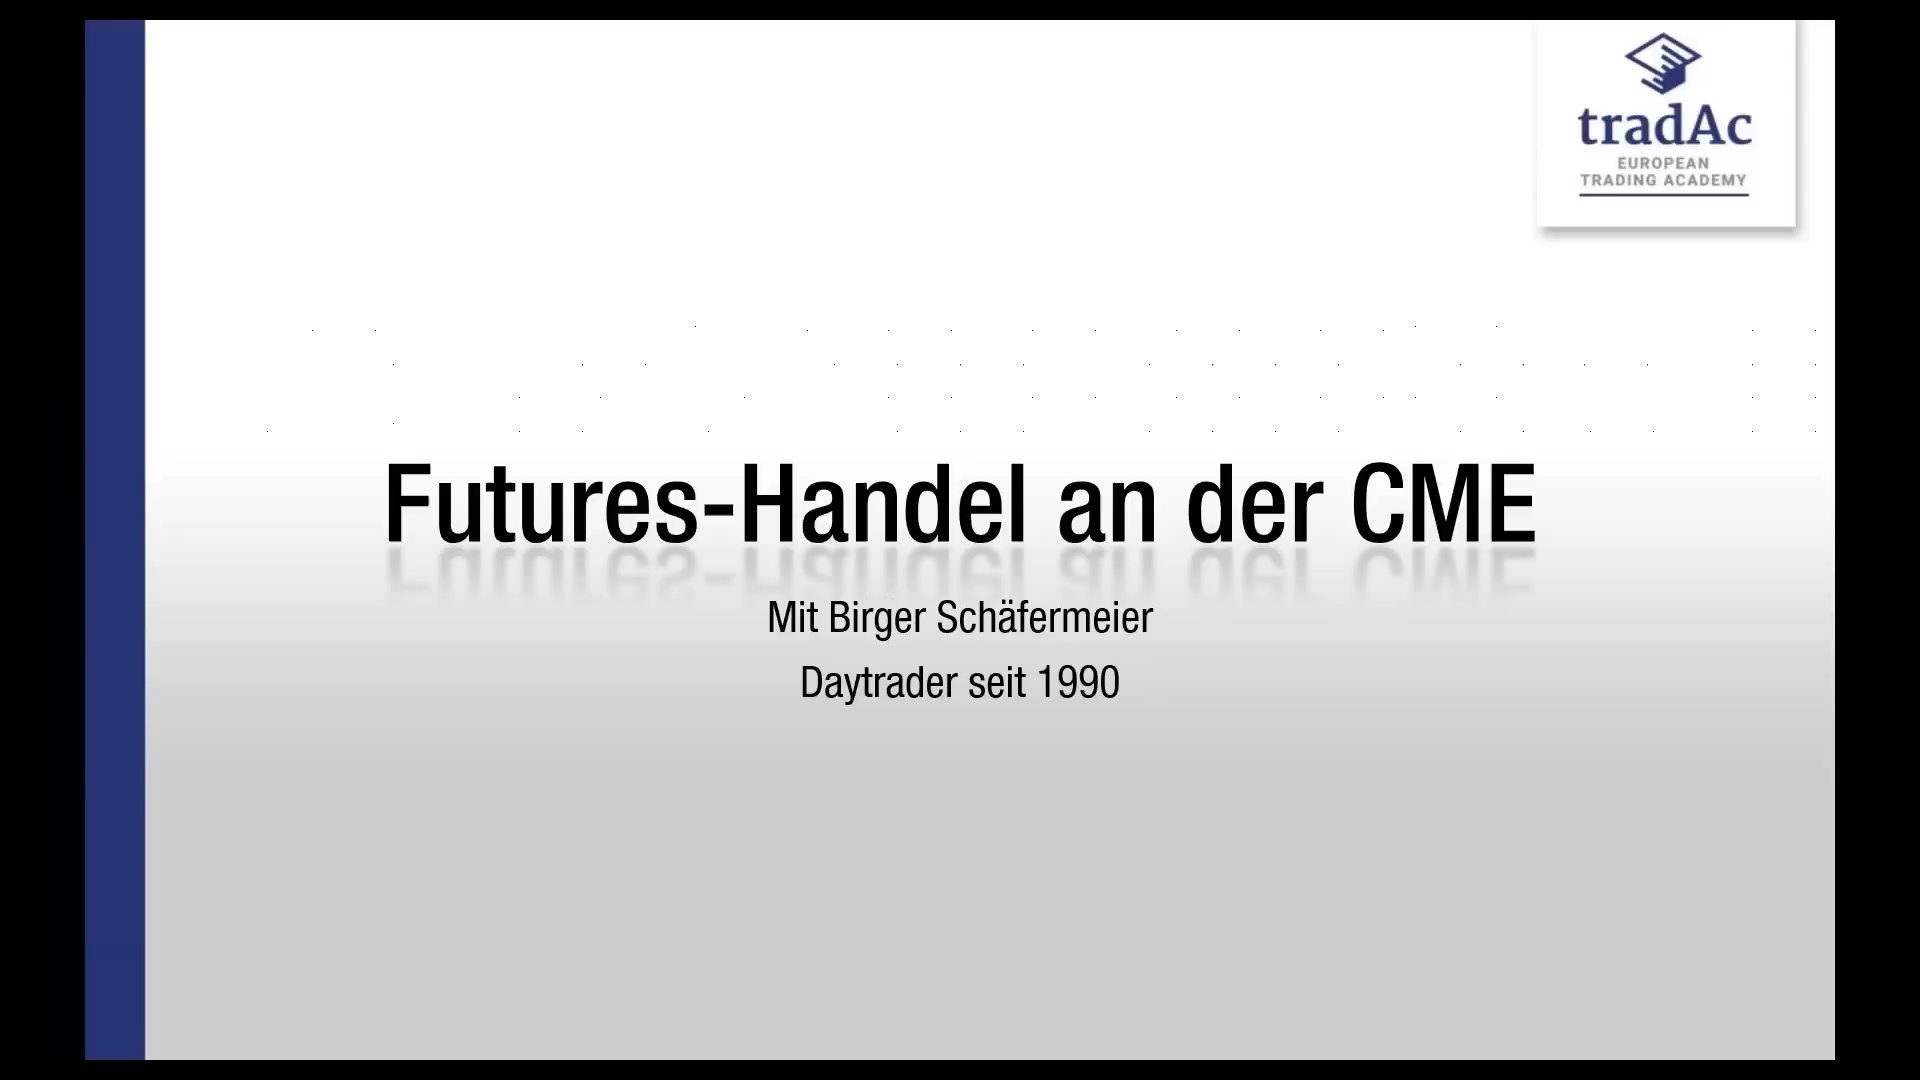 tradAc
EUROPEAN
TRADING ACADEMY
Futures-Handel an der CME
Mit Birger Schäfermeier
Daytrader seit 1990